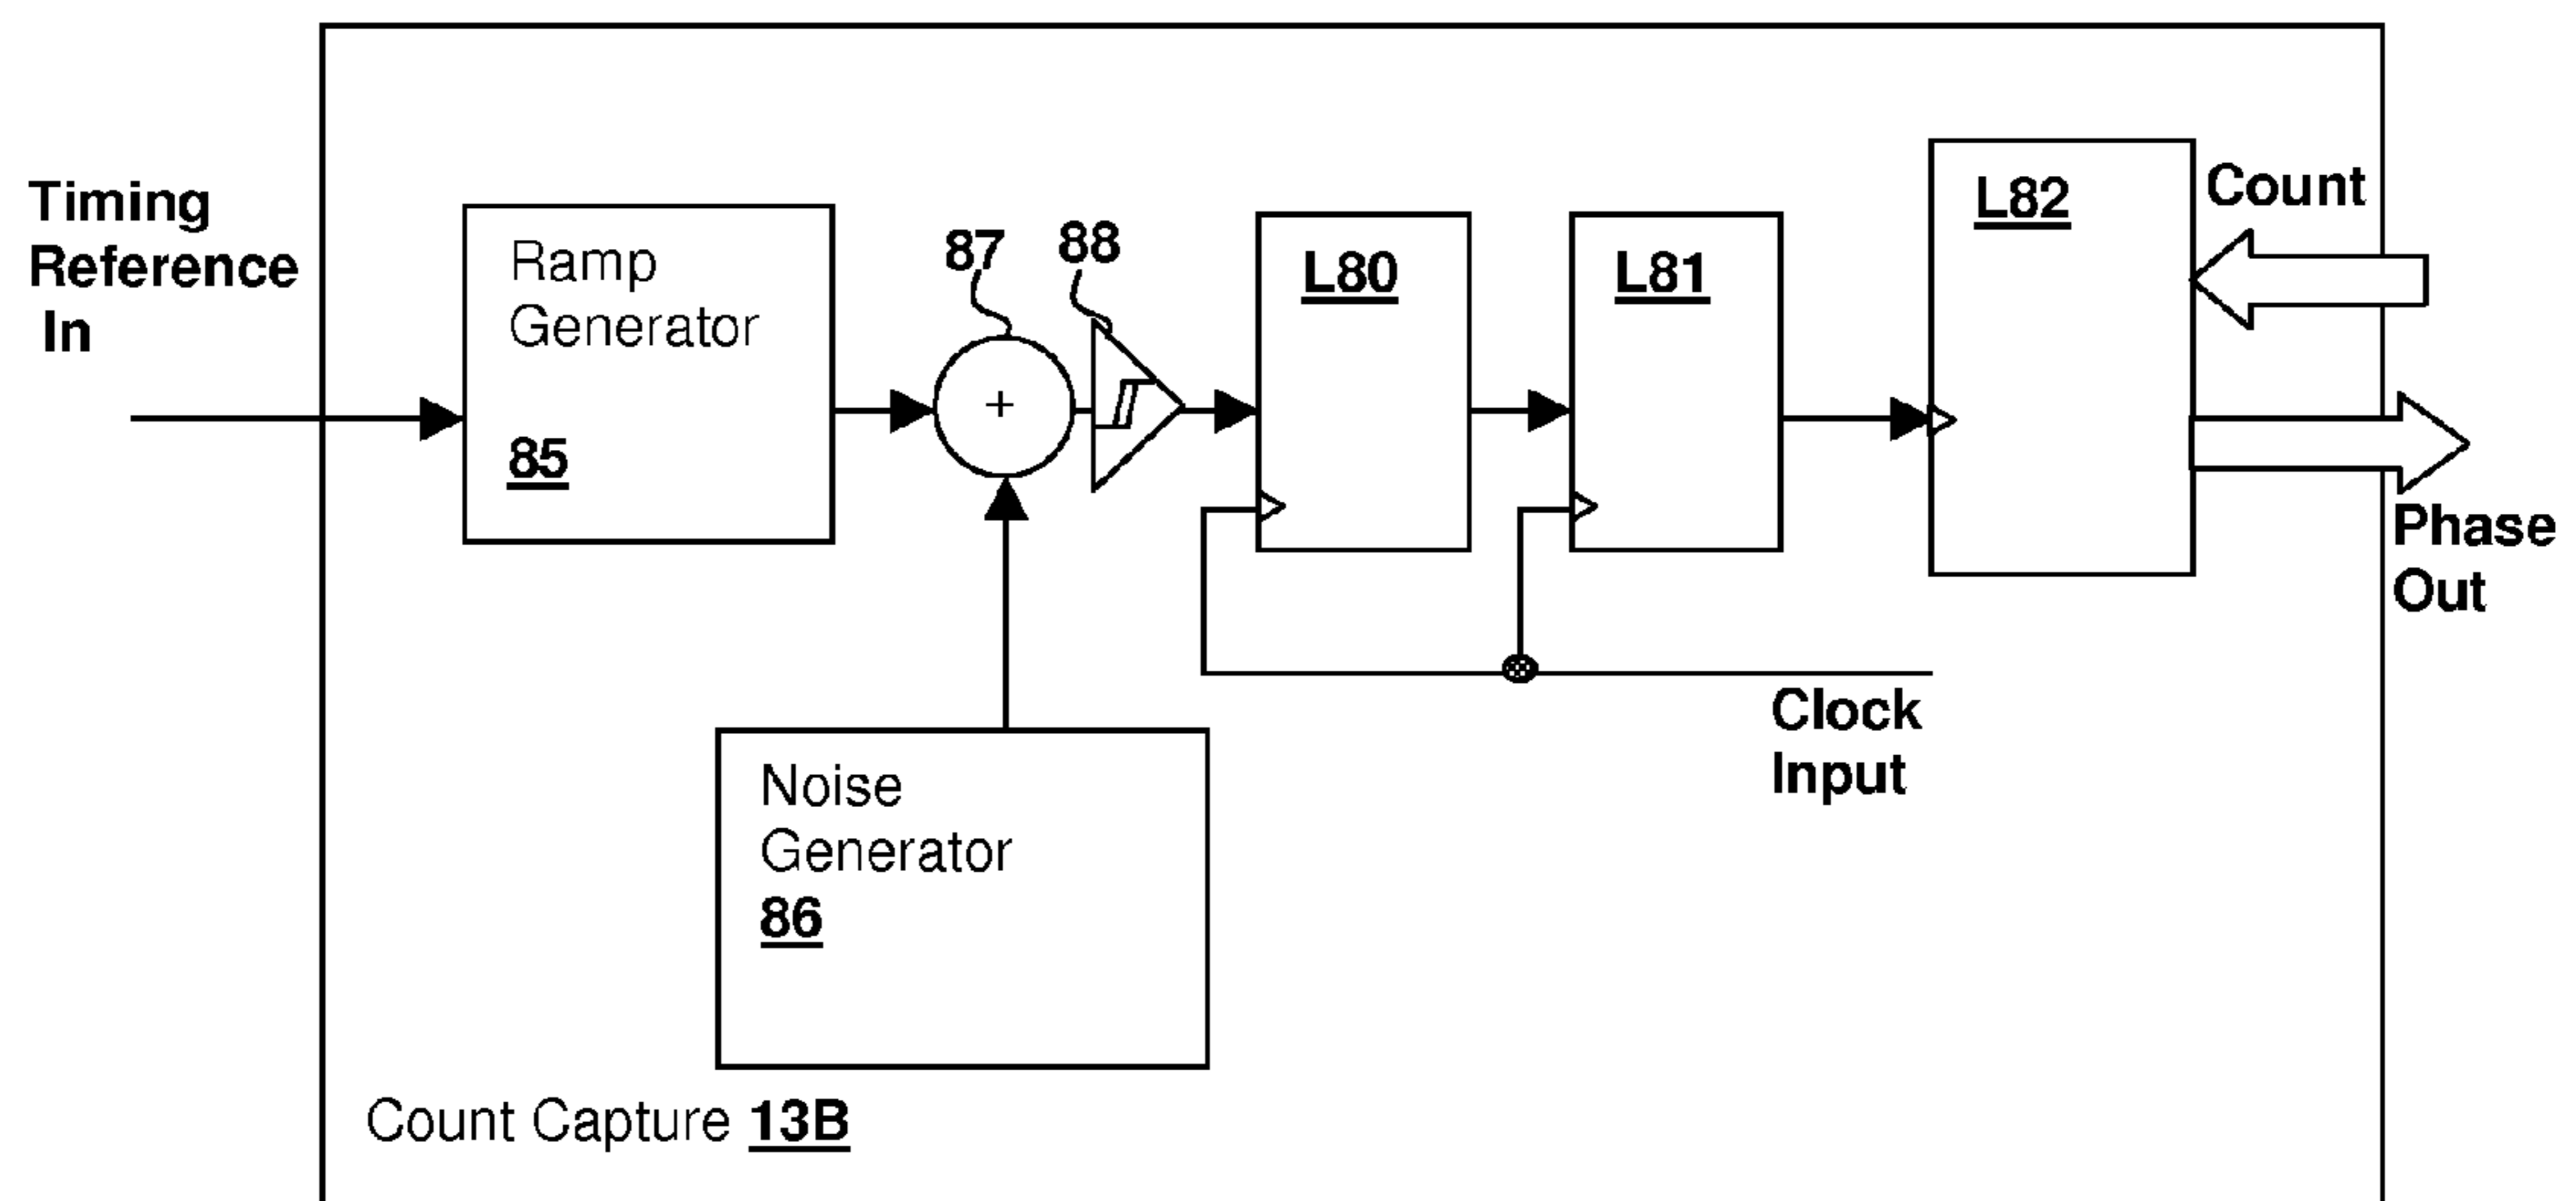 Timing
Reference
In
Ramp
Generator
85
87
88
+
L80
L81
L82
Count
Phase
Out
Clock
Input
Noise
Generator
86
Count Capture 13B